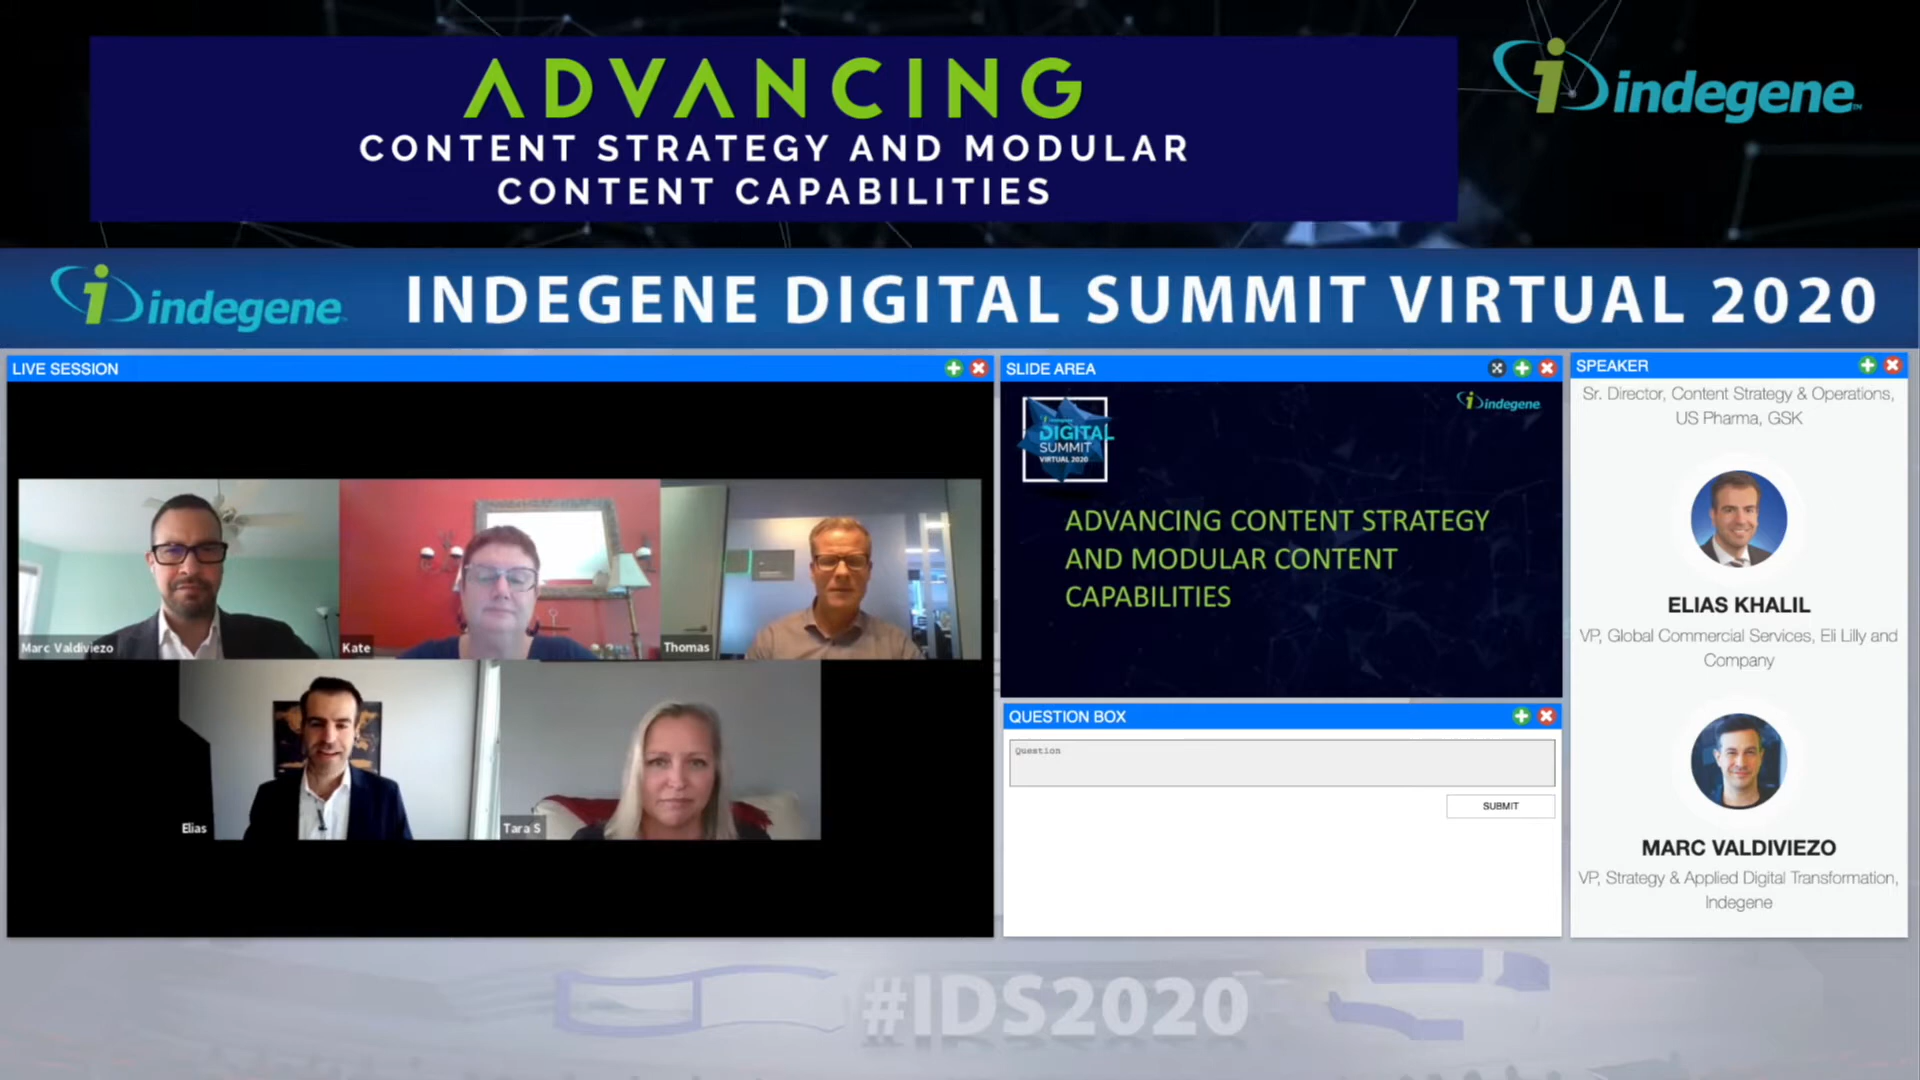 ADVANCING
CONTENT STRATEGY AND MODULAR
CONTENT CAPABILITIES
indegene
indegene
INDEGENE DIGITAL SUMMIT VIRTUAL 2020
LIVE SESSION
Marc Valdiviezo
Kate
Thomas
Elias
Tara S
SLIDE AREA
indegene
DIGITAL
SUMMIT
VIRTUAL 2020
indegene
ADVANCING CONTENT STRATEGY
AND MODULAR CONTENT
CAPABILITIES
QUESTION BOX
Question
SUBMIT
SPEAKER
Sr. Director, Content Strategy & Operations,
US Pharma, GSK
ELIAS KHALIL
VP, Global Commercial Services, Eli Lilly and
Company
MARC VALDIVIEZO
VP, Strategy & Applied Digital Transformation,
Indegene
#IDS2020